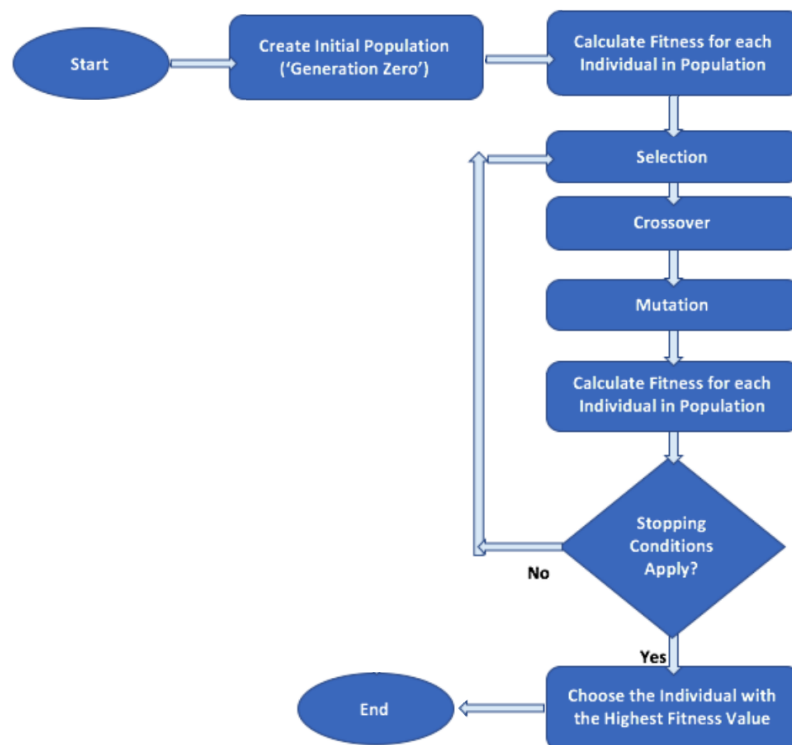 Start
Create Initial Population
(‘Generation Zero’)
Calculate Fitness for each
Individual in Population
Selection
Crossover
Mutation
Calculate Fitness for each
Individual in Population
Stopping
Conditions
Apply?
No
Yes
Choose the Individual with
the Highest Fitness Value
End